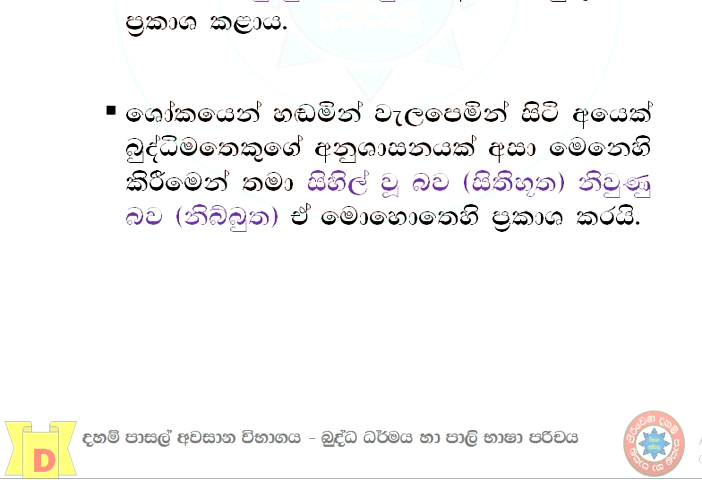 ප්‍රකාශ කළාය.
▪ ශෝකයෙන් හඬමින් වැලපෙමින් සිටි අයෙක්
බුද්ධිමතෙකුගේ අනුශාසනයක් අසා මෙනෙහි
කිරීමෙන් තමා සිහිල් වූ බව (සිතිභූත) නිවුණු
බව (නිබ්බුත) ඒ මොහොතෙහි ප්‍රකාශ කරයි.
D
දහම් පාසල් අවසාන විභාගය - බුද්ධ ධර්මය හා පාලි භාෂා පරිචය